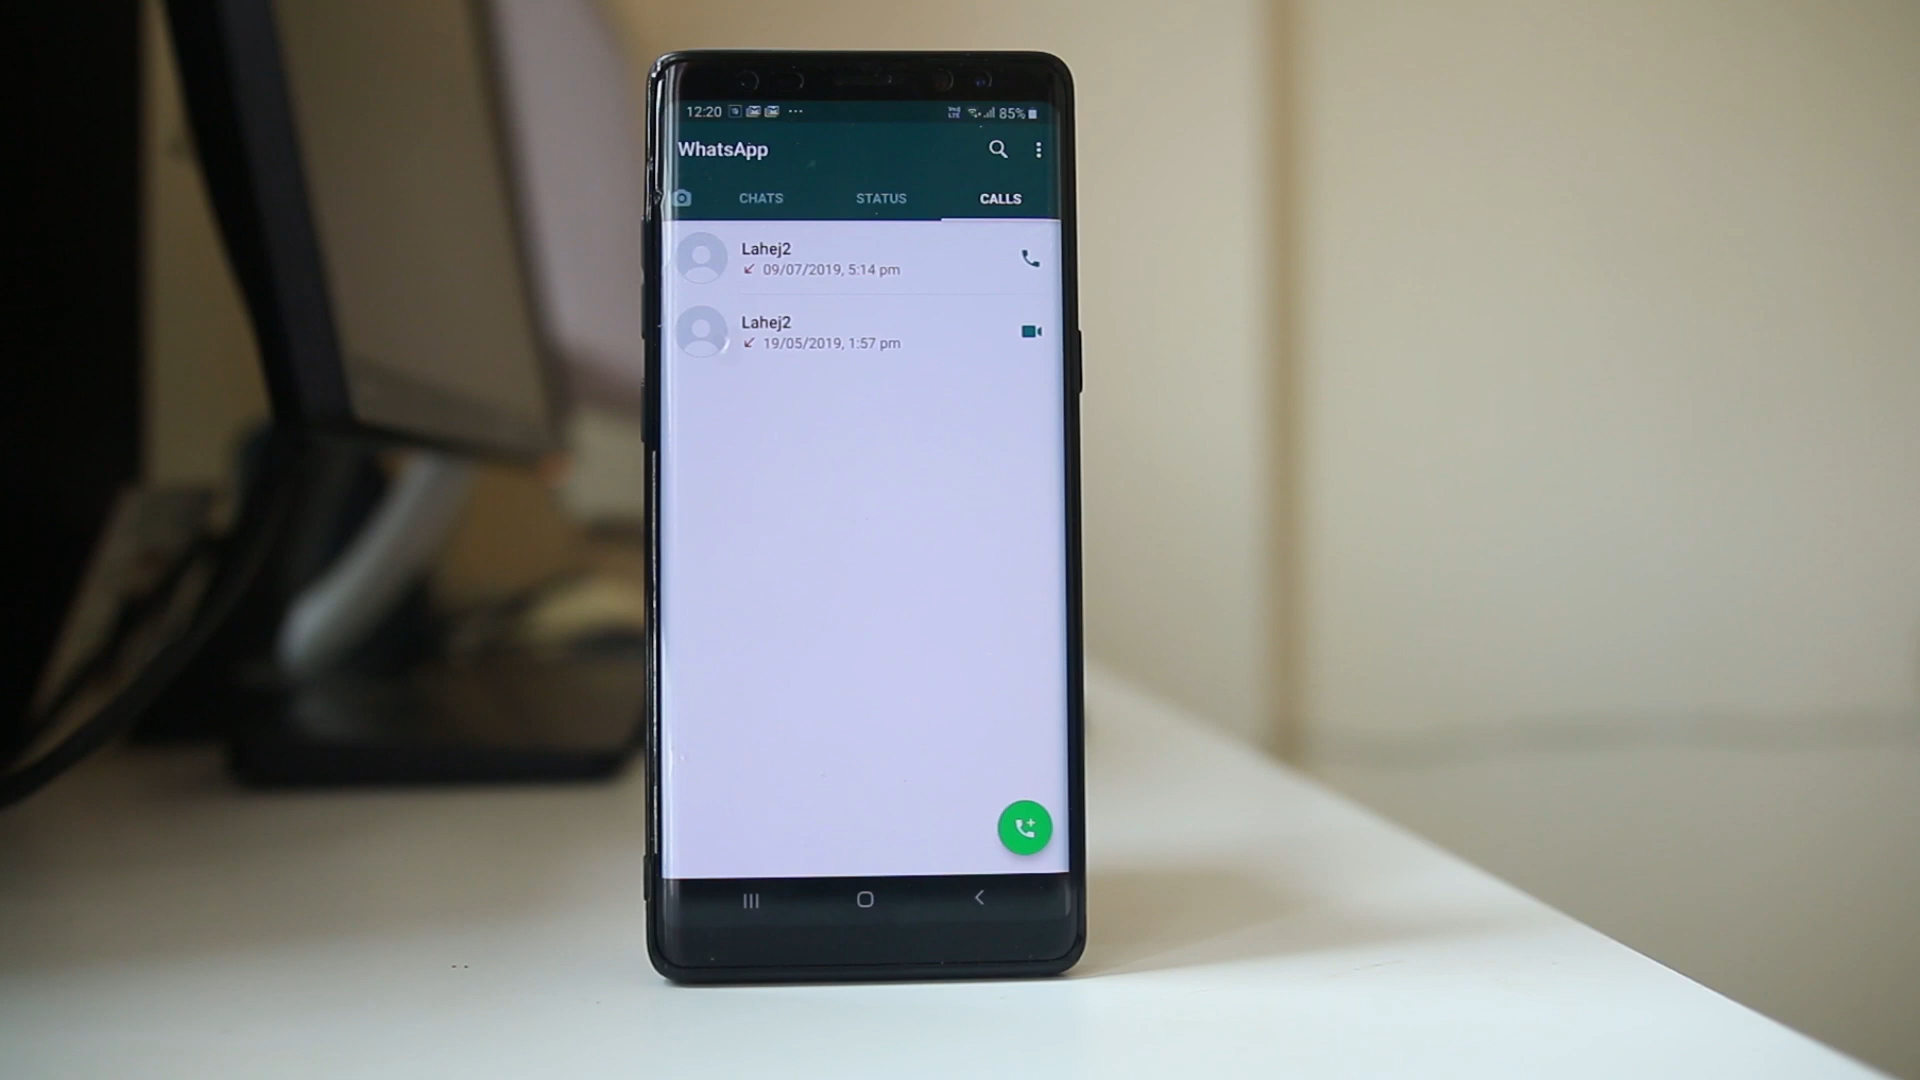 12:20 ... 85%
WhatsApp
CHATS STATUS CALLS
Lahej2
09/07/2019, 5:14 pm
Lahej2
19/05/2019, 1:57 pm